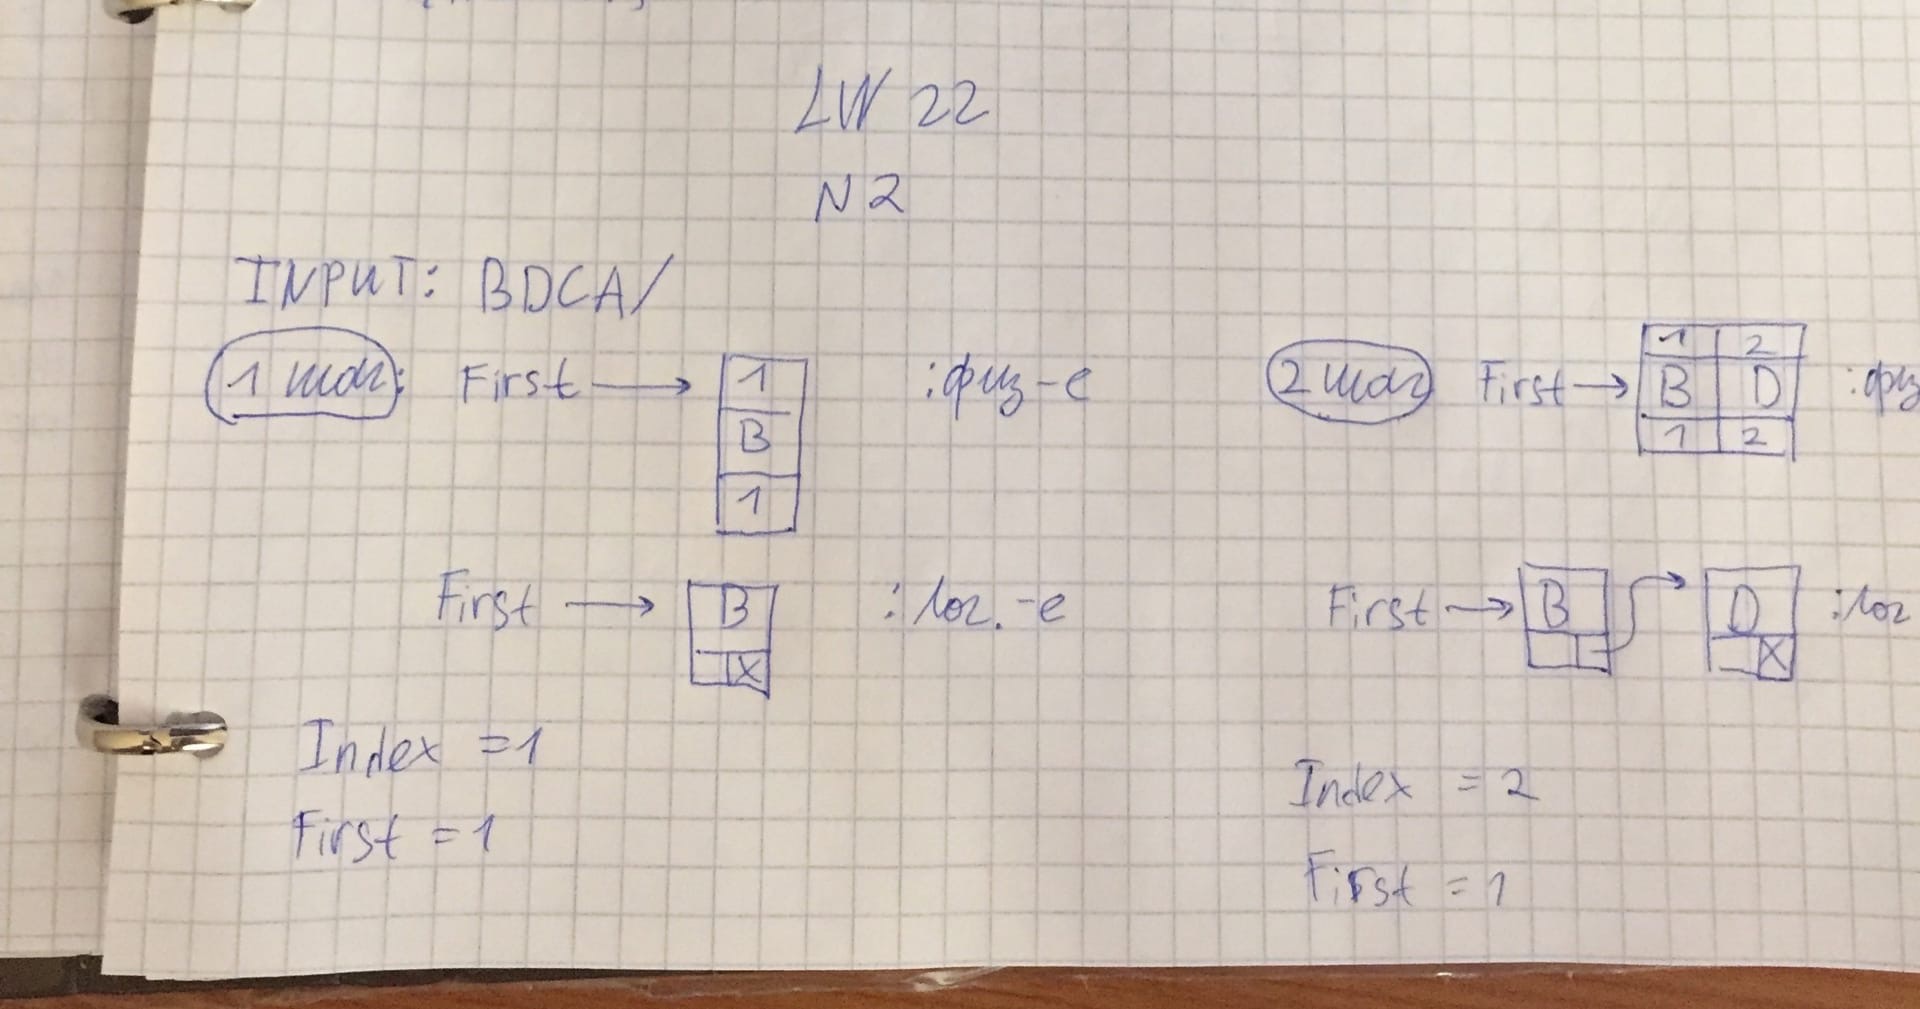 LW 22
N 2
INPUT: BDCA/
1 шаг: First → 1 :физ-е
B
1
First → B :лог.-е
X
Index = 1
First = 1
2 шаг First → 1 2 :физ
B D
1 2
First → B D :лог
X
Index = 2
First = 1